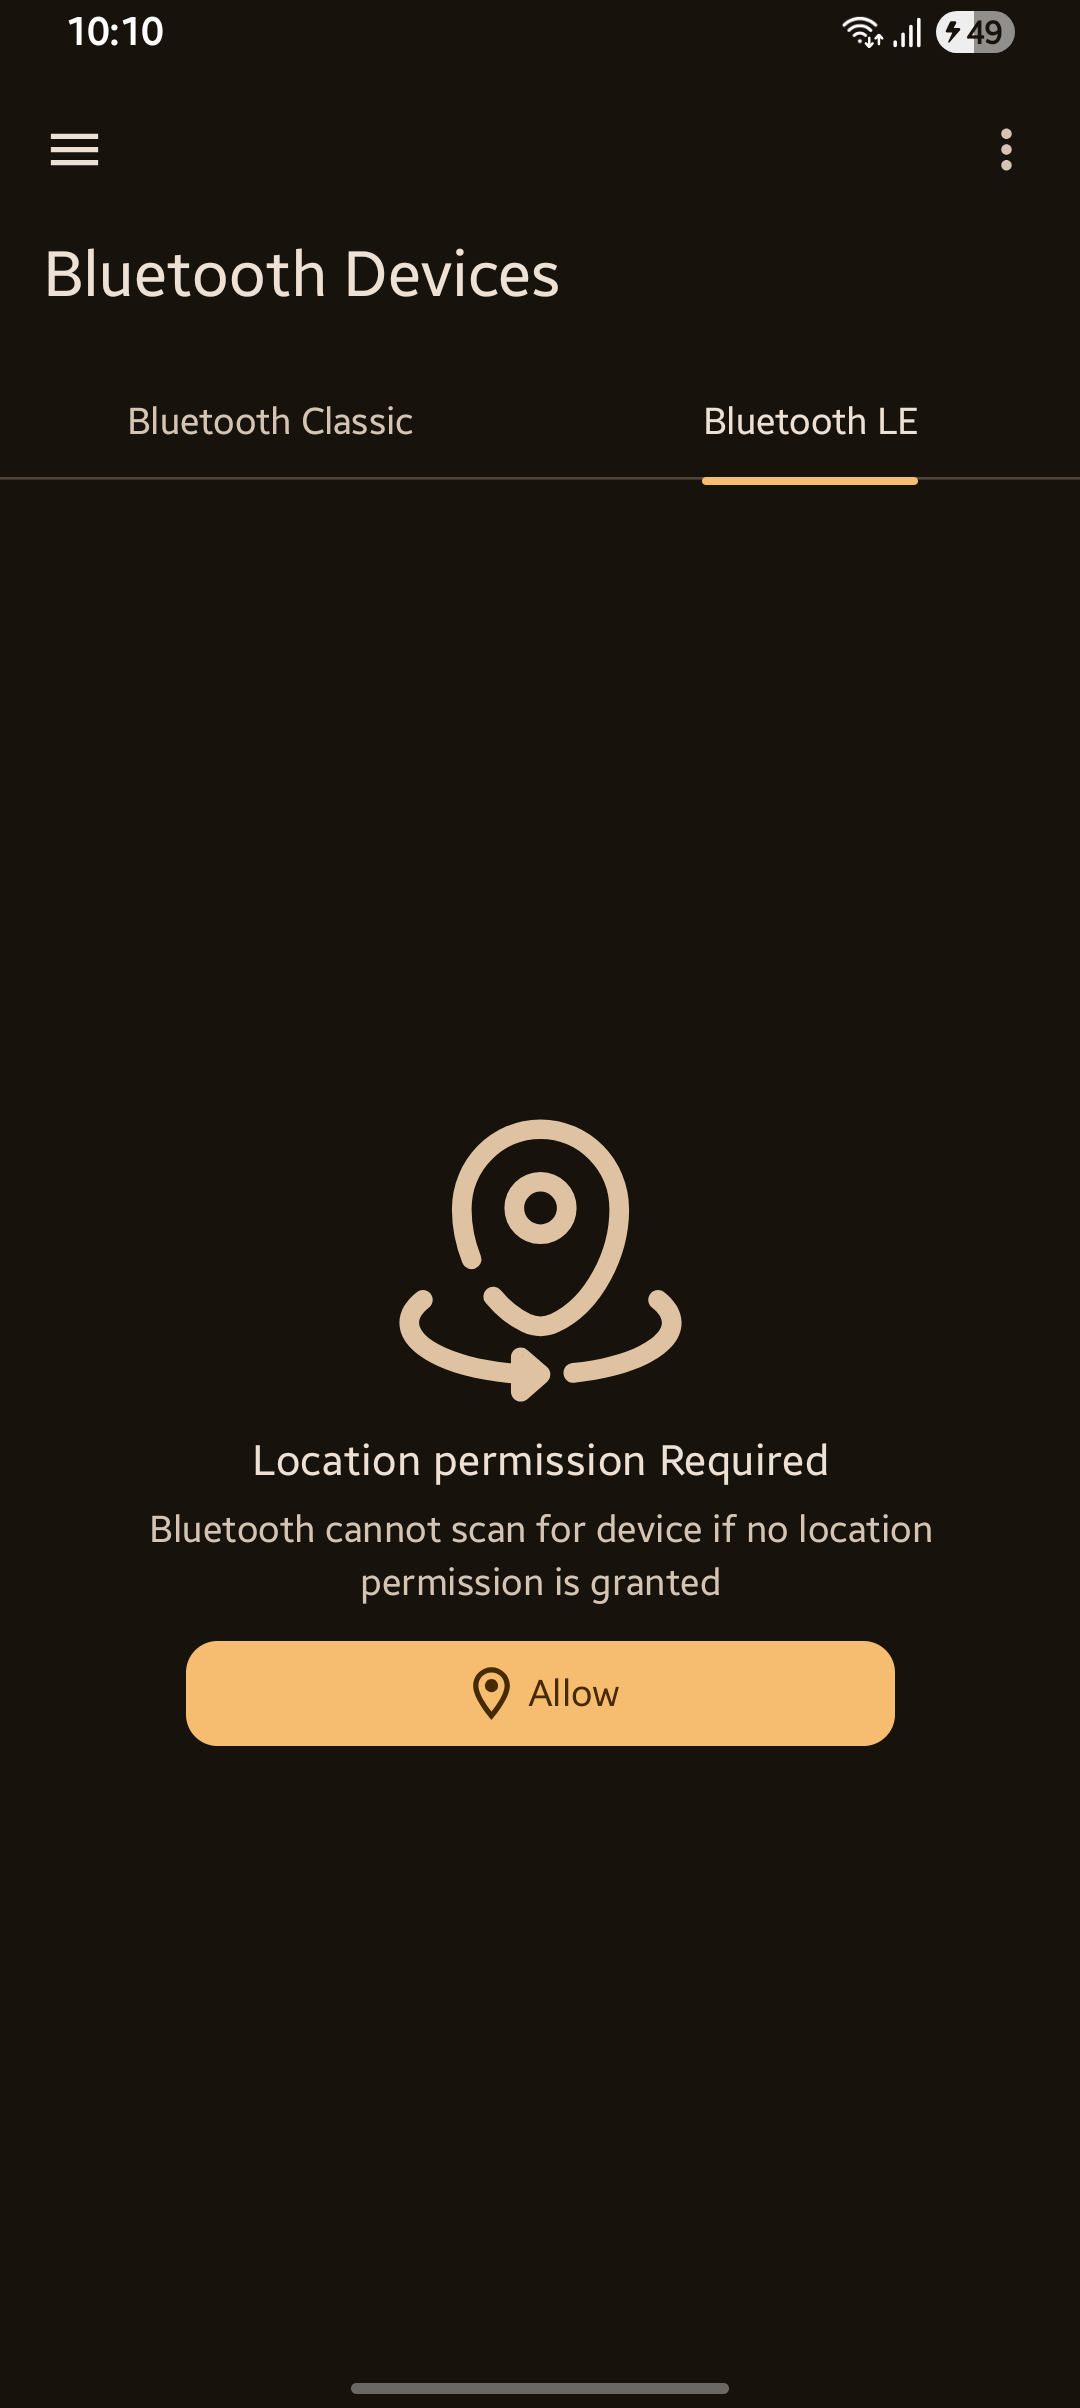 10:10
49
Bluetooth Devices
Bluetooth Classic
Bluetooth LE
Location permission Required
Bluetooth cannot scan for device if no location
permission is granted
Allow